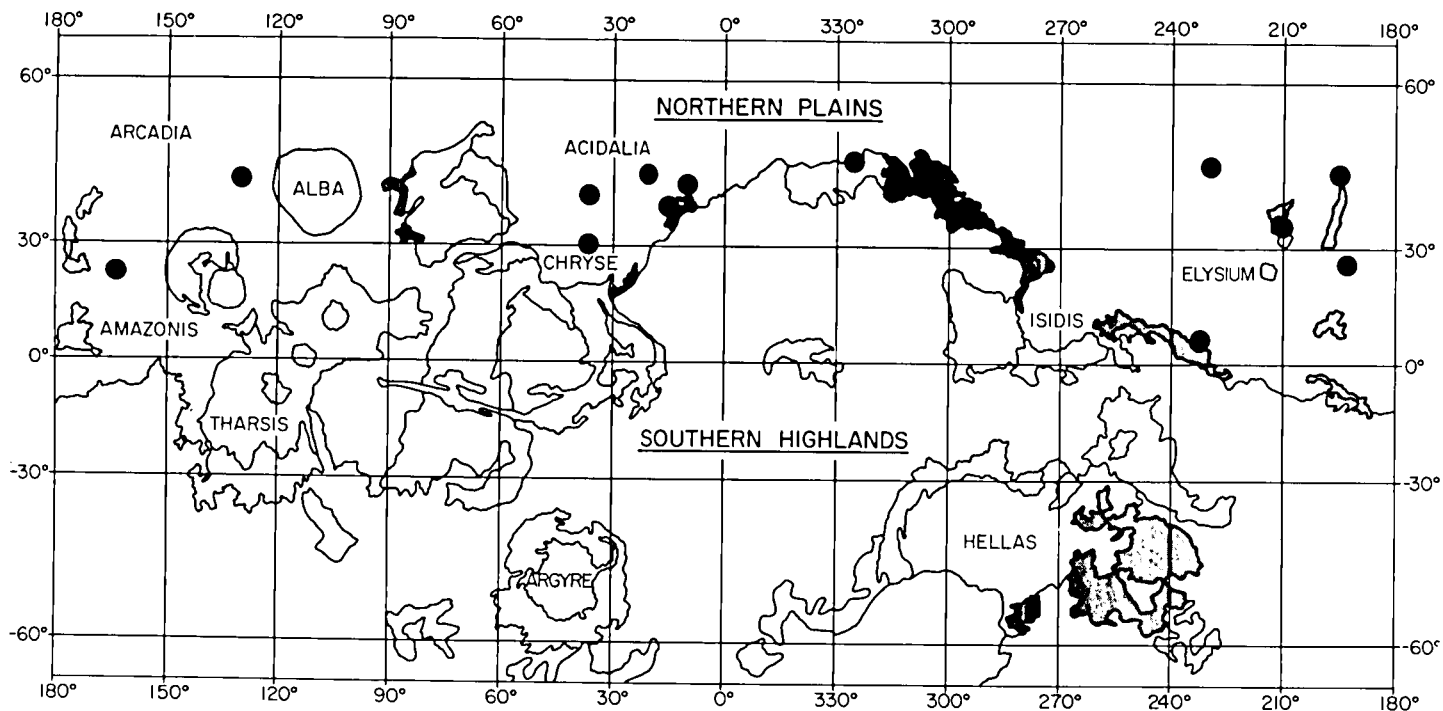 180° 150° 120° 90° 60° 30° 0° 330° 300° 270° 240° 210° 180°
60° 60°
NORTHERN PLAINS
ARCADIA
ACIDALIA
ALBA
30° 30°
CHRYSE
ELYSIUM
AMAZONIS
ISIDIS
0° 0°
THARSIS
SOUTHERN HIGHLANDS
-30° -30°
HELLAS
ARGYRE
-60° -60°
180° 150° 120° 90° 60° 30° 0° 330° 300° 270° 240° 210° 180°